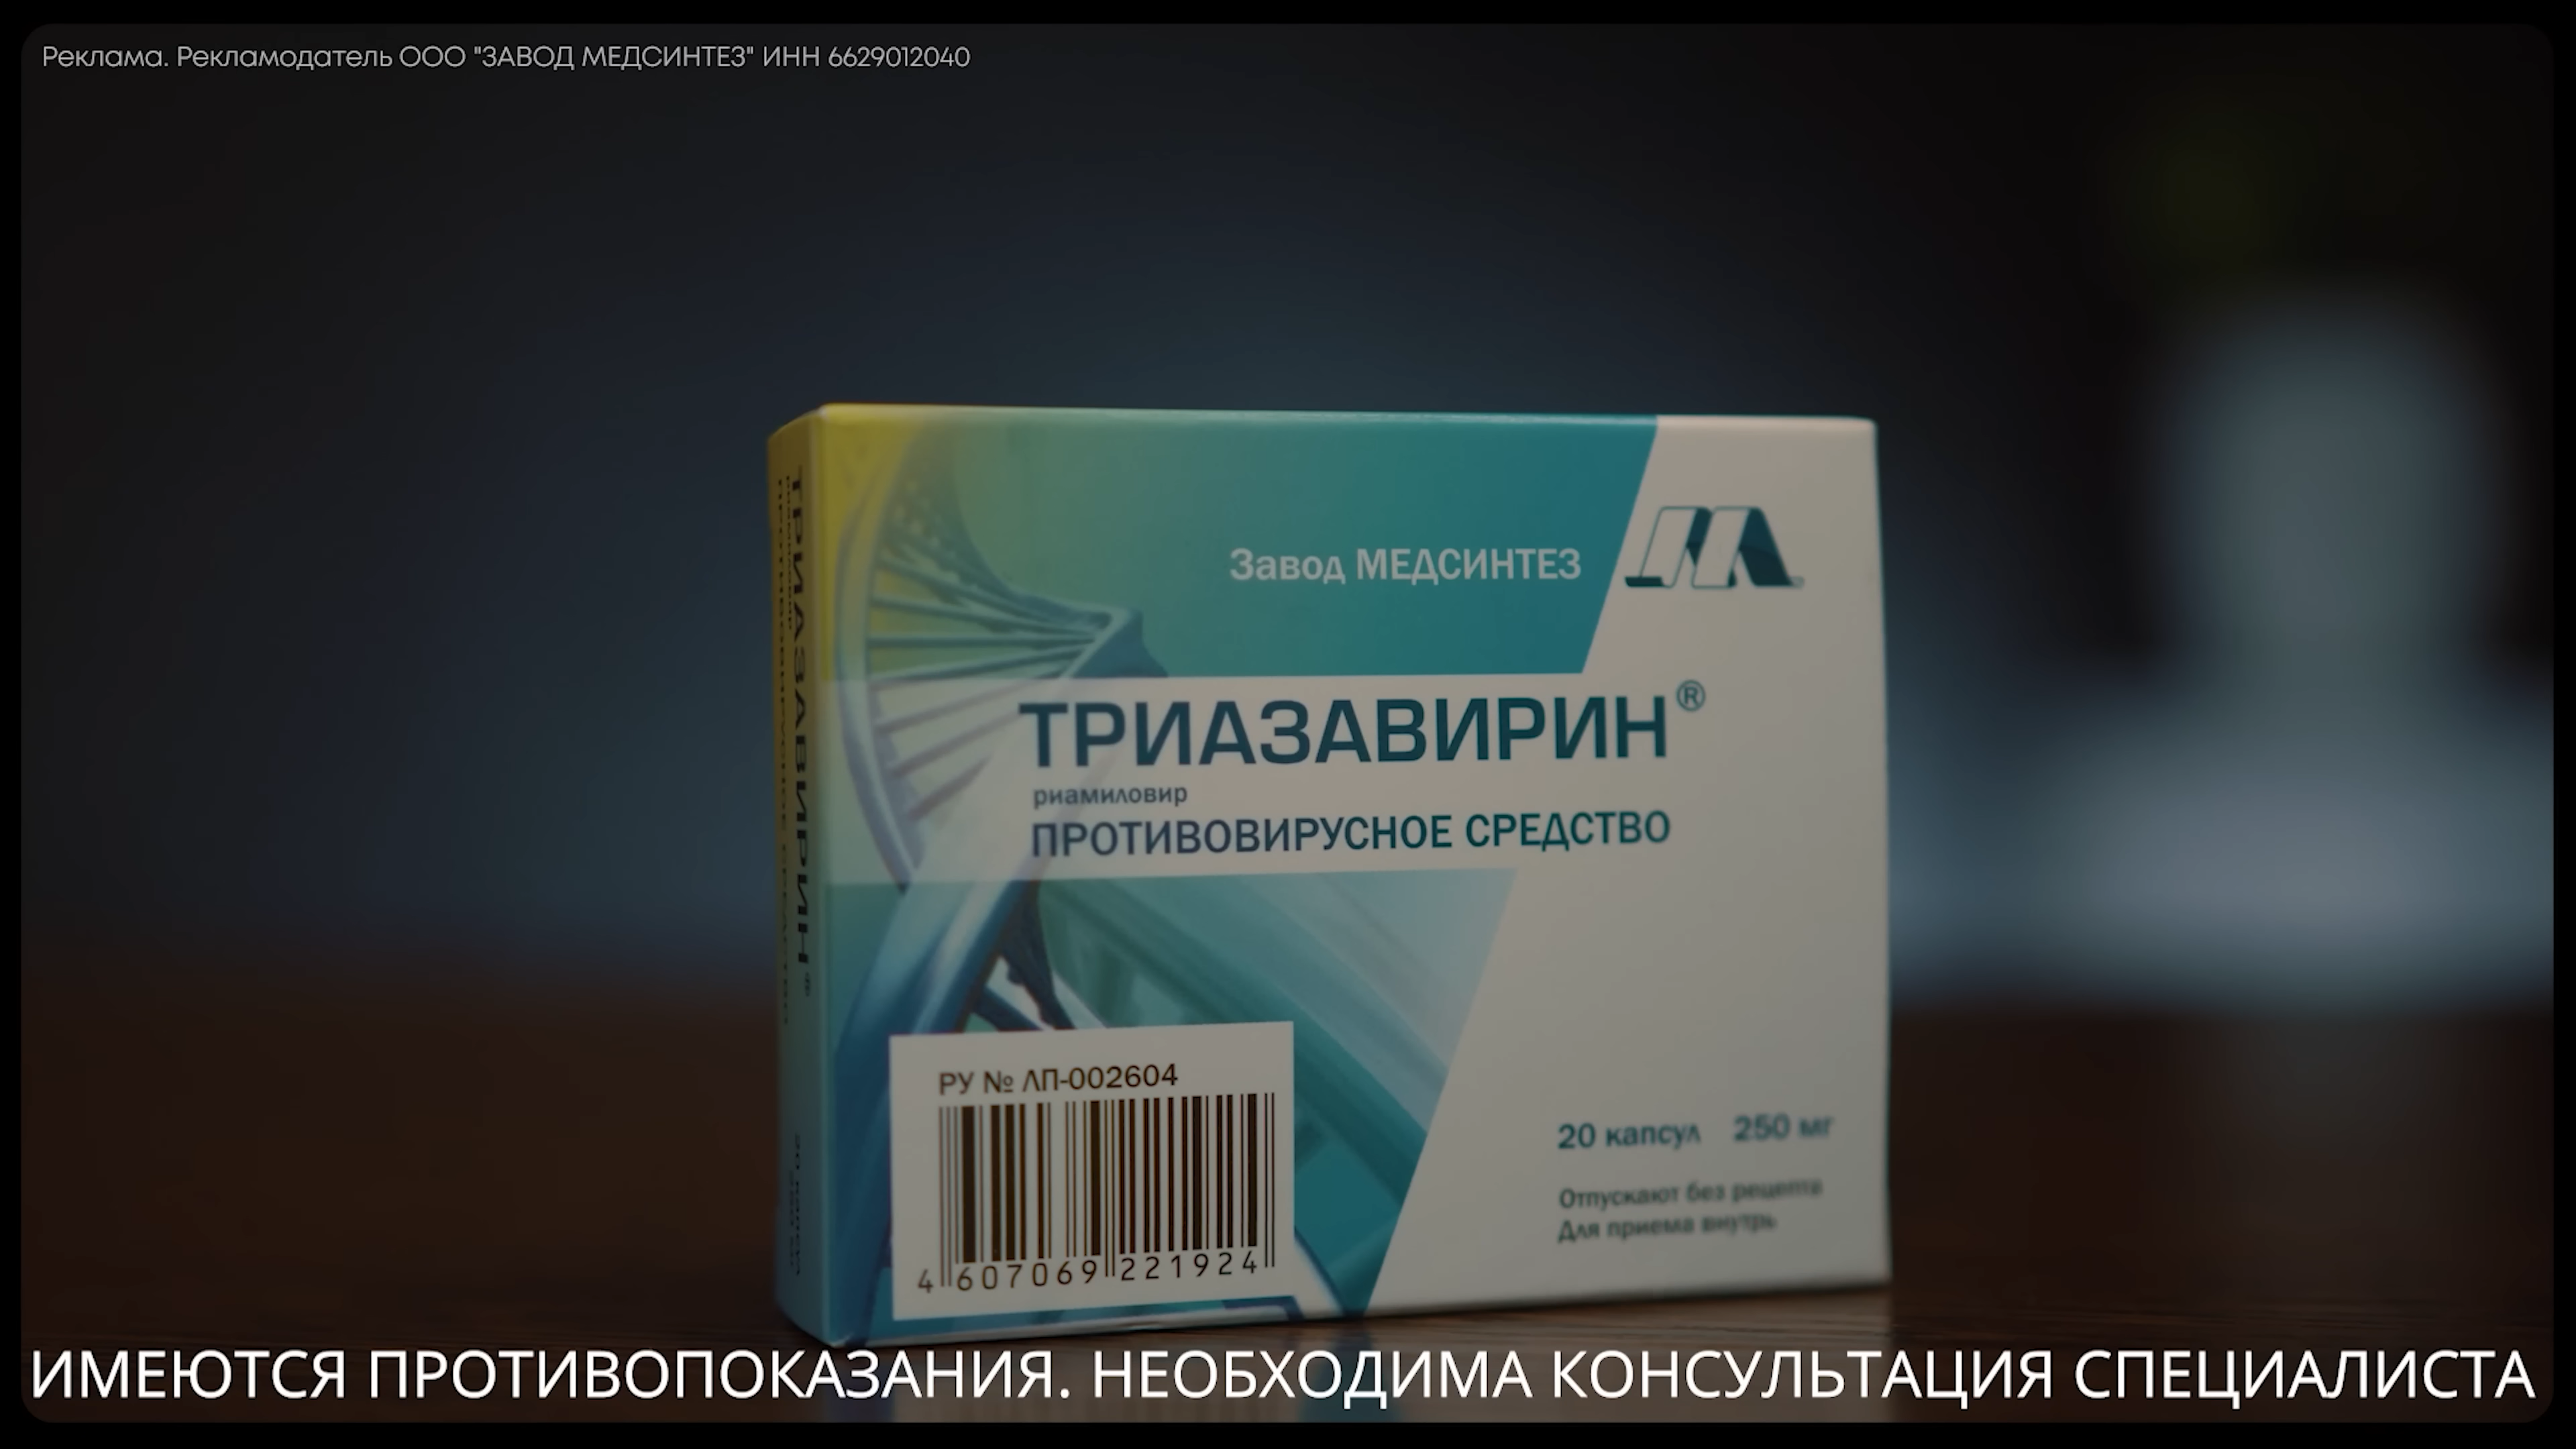 Реклама. Рекламодатель ООО "ЗАВОД МЕДСИНТЕЗ" ИНН 6629012040
Завод МЕДСИНТЕЗ
ТРИАЗАВИРИН®
риамиловир
ПРОТИВОВИРУСНОЕ СРЕДСТВО
ТРИАЗАВИРИН®
РУ № ЛП-002604
4 607069 221924
20 капсул 250 мг
Отпускают без рецепта
Для приема внутрь
ИМЕЮТСЯ ПРОТИВОПОКАЗАНИЯ. НЕОБХОДИМА КОНСУЛЬТАЦИЯ СПЕЦИАЛИСТА